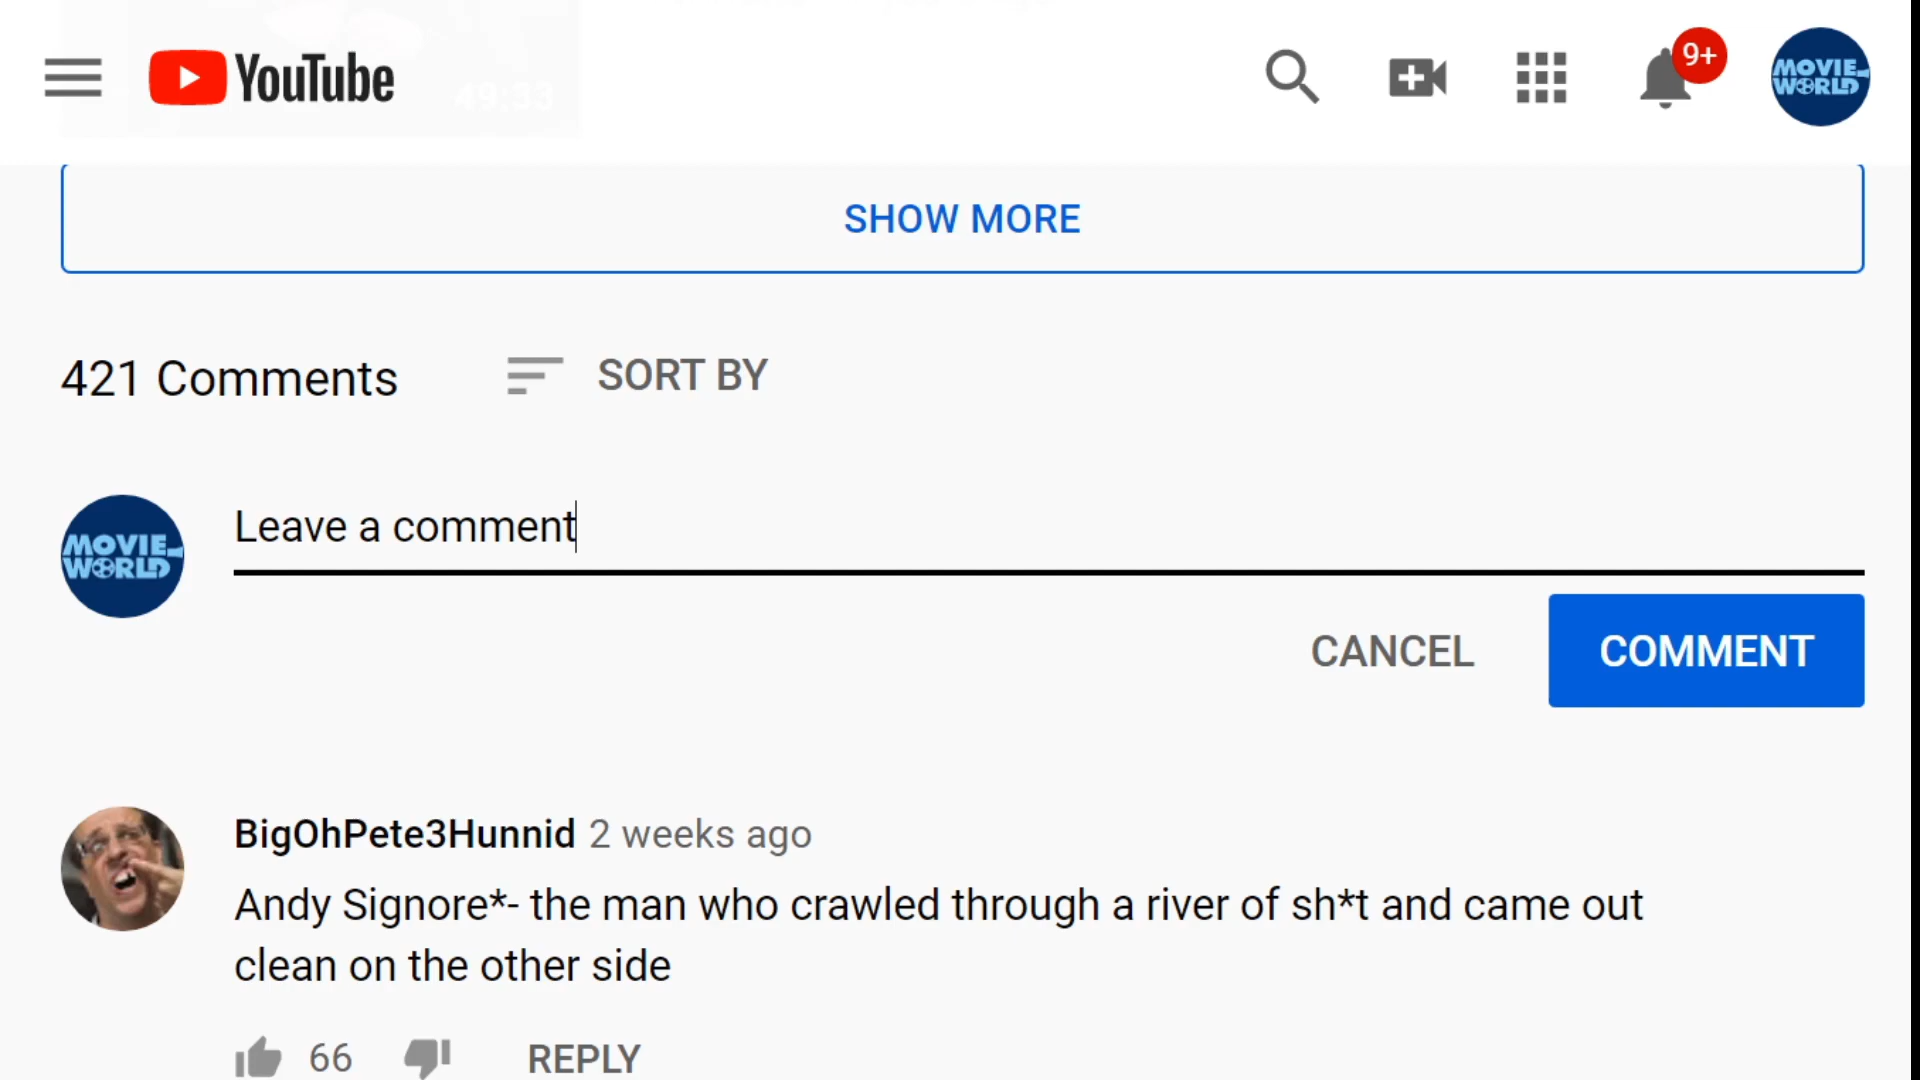 YouTube
9+
MOVIE
WORLD
49:33
SHOW MORE
421 Comments
SORT BY
MOVIE
WORLD
Leave a comment
CANCEL
COMMENT
BigOhPete3Hunnid 2 weeks ago
Andy Signore*- the man who crawled through a river of sh*t and came out
clean on the other side
66
REPLY